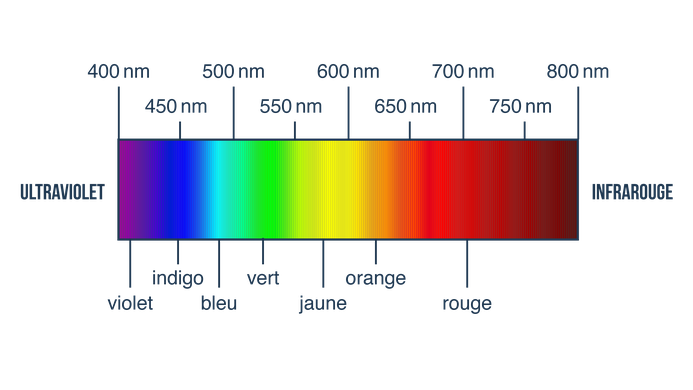 400 nm 500 nm 600 nm 700 nm 800 nm
450 nm 550 nm 650 nm 750 nm
ULTRAVIOLET INFRAROUGE
indigo vert orange
violet bleu jaune rouge